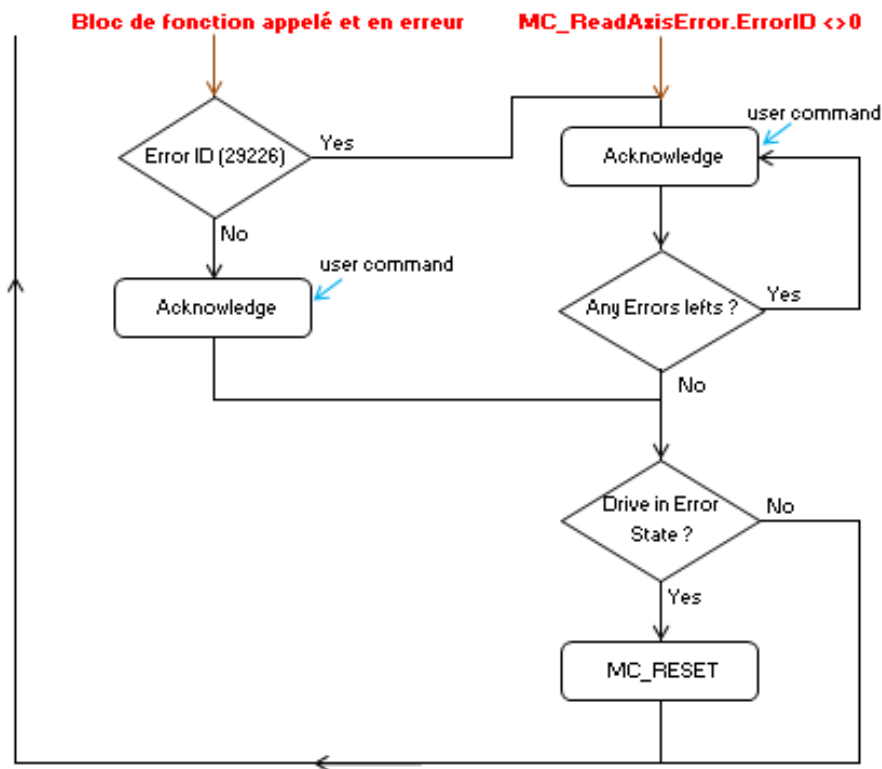 Bloc de fonction appelé et en erreur
MC_ReadAxisError.ErrorID <>0
user command
Error ID (29226)
Yes
Acknowledge
No
user command
Acknowledge
Any Errors lefts ?
Yes
No
Drive in Error
State ?
No
Yes
MC_RESET